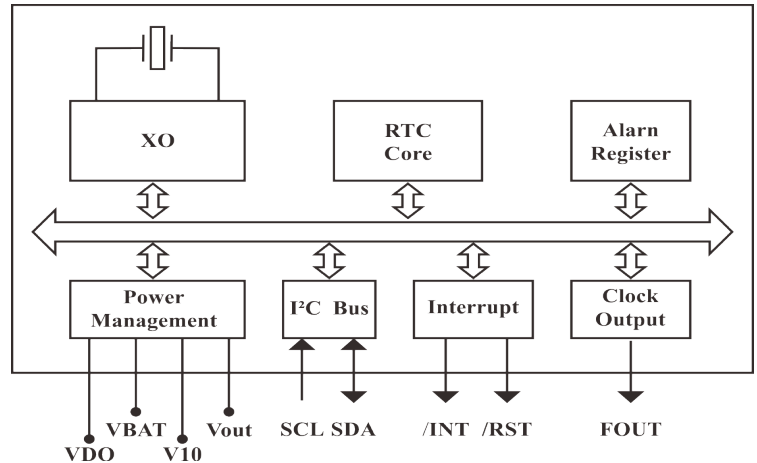 XO
RTC
Core
Alarn
Register
Power
Management
I²C Bus
Interrupt
Clock
Output
VBAT
Vout
SCL SDA
/INT /RST
FOUT
VDO
V10